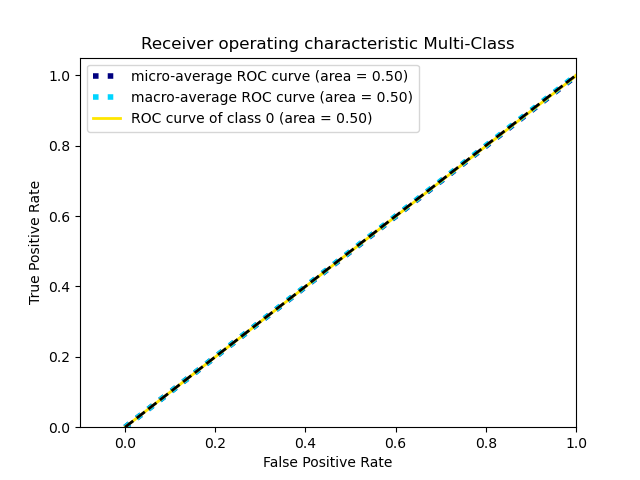 Receiver operating characteristic Multi-Class
micro-average ROC curve (area = 0.50)
macro-average ROC curve (area = 0.50)
ROC curve of class 0 (area = 0.50)
1.0
0.8
0.6
0.4
0.2
0.0
True Positive Rate
0.0 0.2 0.4 0.6 0.8 1.0
False Positive Rate